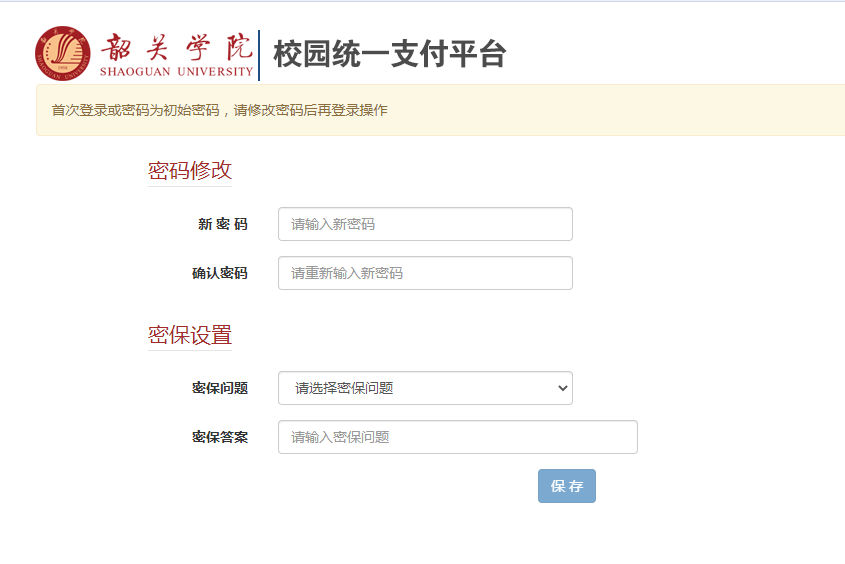 韶关学院
SHAOGUAN UNIVERSITY
校园统一支付平台
首次登录或密码为初始密码，请修改密码后再登录操作
密码修改
新 密 码
请输入新密码
确认密码
请重新输入新密码
密保设置
密保问题
请选择密保问题
密保答案
请输入密保问题
保 存